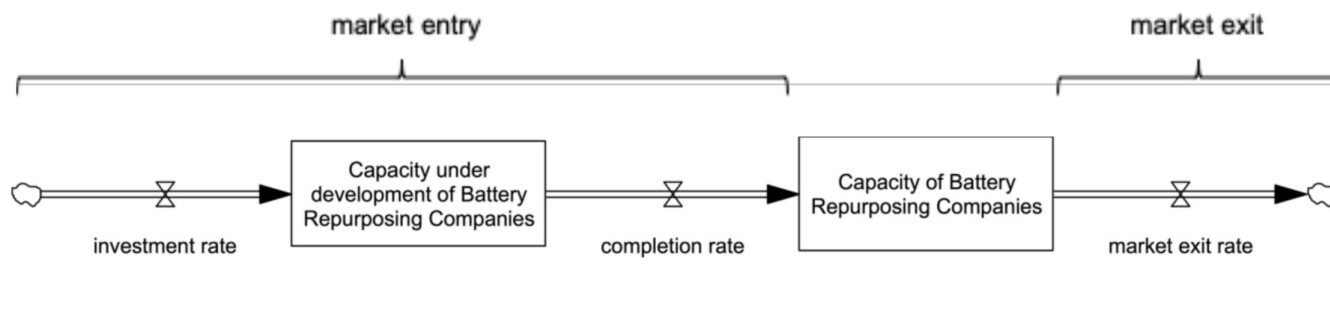 market entry
market exit
Capacity under
development of Battery
Repurposing Companies
Capacity of Battery
Repurposing Companies
investment rate
completion rate
market exit rate